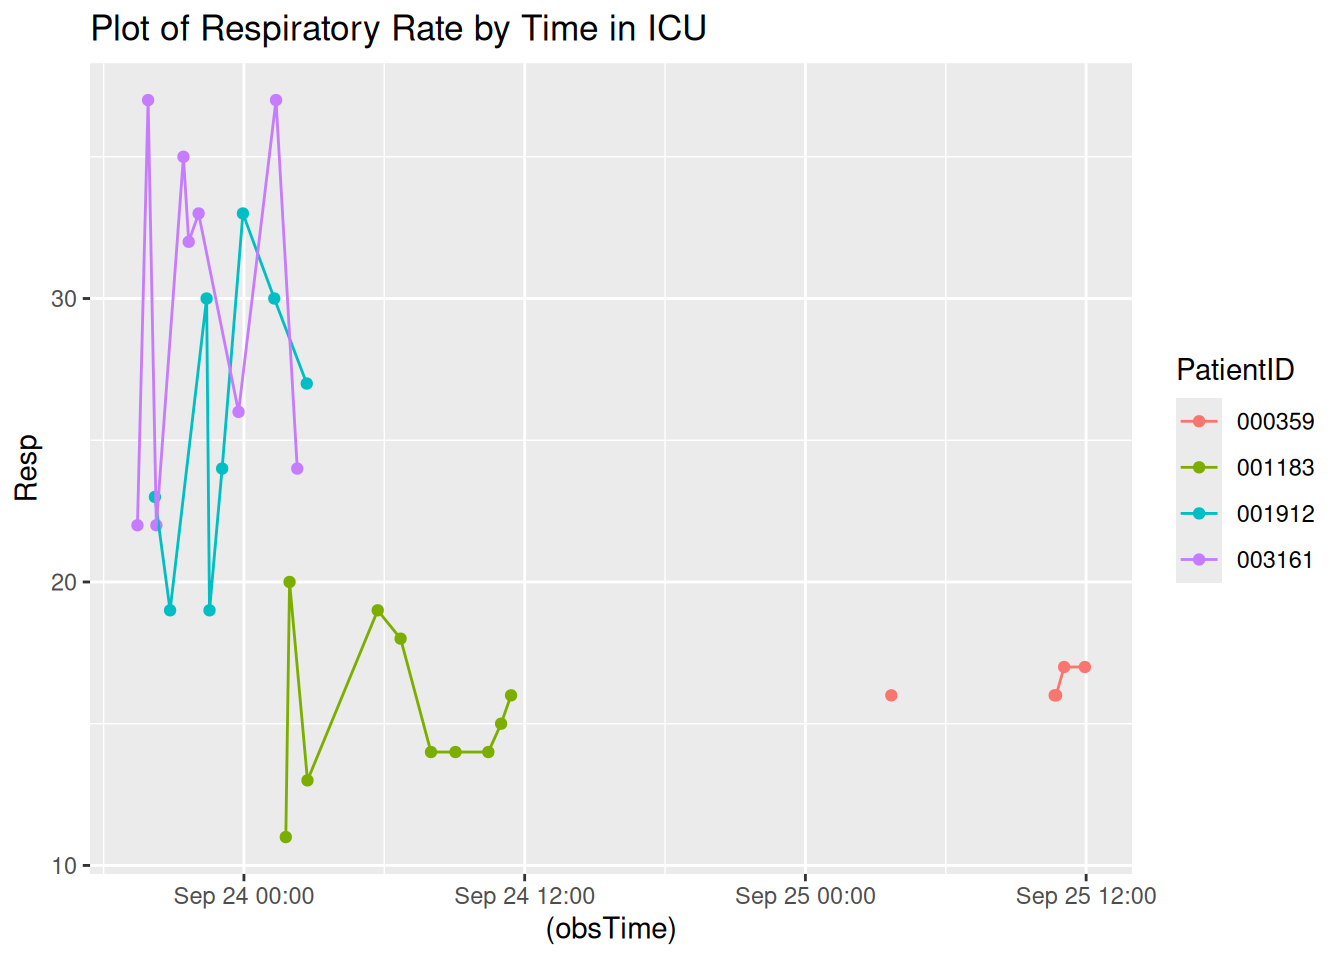 Plot of Respiratory Rate by Time in ICU
Resp
30
20
10
Sep 24 00:00
Sep 24 12:00
Sep 25 00:00
Sep 25 12:00
(obsTime)
PatientID
000359
001183
001912
003161